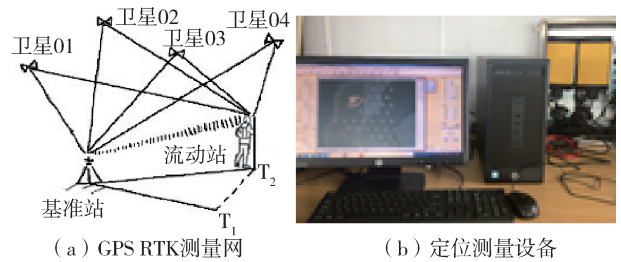 卫星01
卫星02
卫星03
卫星04
流动站
T2
基准站
T1
（a）GPS RTK测量网
（b）定位测量设备